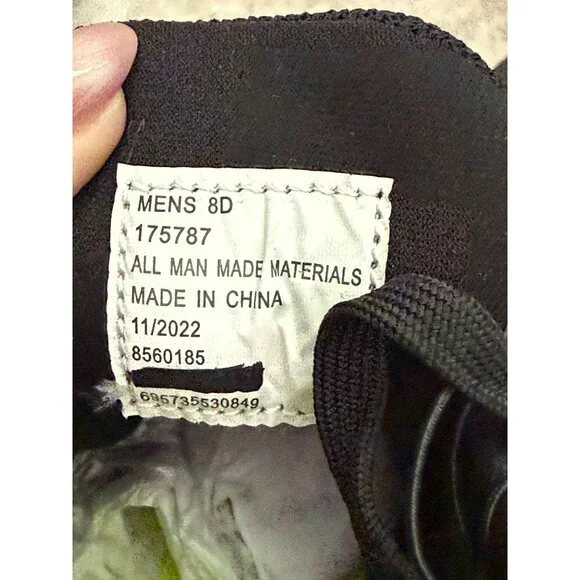 MENS 8D
175787
ALL MAN MADE MATERIALS
MADE IN CHINA
11/2022
8560185
695735530849